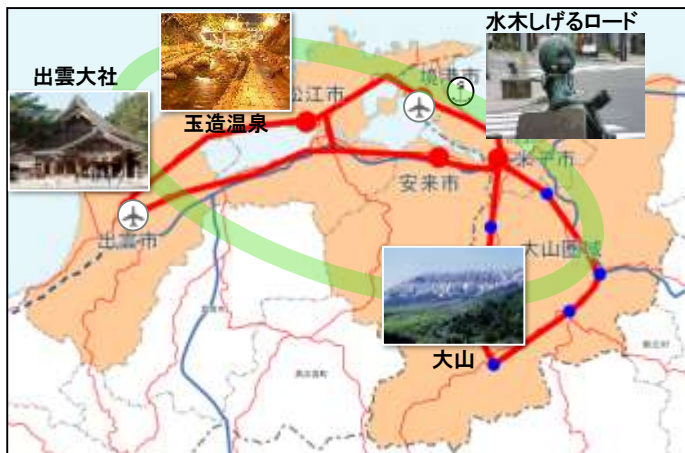 水木しげるロード
出雲大社
境港市
松江市
玉造温泉
米子市
安来市
出雲市
大山圏域
大山